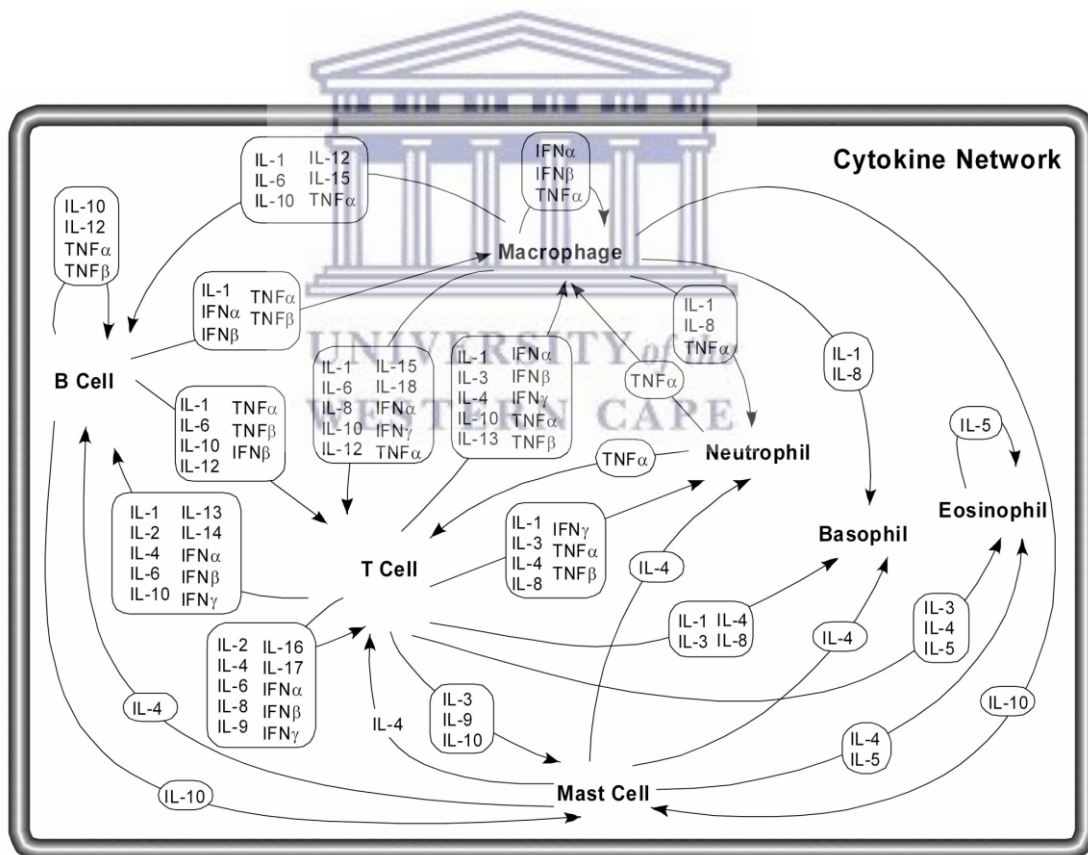 Cytokine Network
IL-1 IL-12
IL-6 IL-15
IL-10 TNFα
IFNα
IFNβ
TNFα
IL-10
IL-12
TNFα
TNFβ
Macrophage
IL-1 TNFα
IFNα TNFβ
IFNβ
IL-1
IL-8
TNFα
UNIVERSITY of the
WESTERN CAPE
IL-1
IL-8
B Cell
IL-1 IL-15
IL-6 IL-18
IL-8 IFNα
IL-10 IFNγ
IL-12 TNFα
IL-1 IFNα
IL-3 IFNβ
IL-4 IFNγ
IL-10 TNFα
IL-13 TNFβ
TNFα
IL-1 TNFα
IL-6 TNFβ
IL-10 IFNβ
IL-12
TNFα
Neutrophil
IL-5
Eosinophil
IL-1 IL-13
IL-2 IL-14
IL-4 IFNα
IL-6 IFNβ
IL-10 IFNγ
IL-1 IFNγ
IL-3 TNFα
IL-4 TNFβ
IL-8
Basophil
T Cell
IL-4
IL-2 IL-16
IL-4 IL-17
IL-6 IFNα
IL-8 IFNβ
IL-9 IFNγ
IL-1 IL-4
IL-3 IL-8
IL-4
IL-3
IL-4
IL-5
IL-4
IL-4
IL-3
IL-9
IL-10
IL-10
IL-4
IL-5
IL-10
Mast Cell